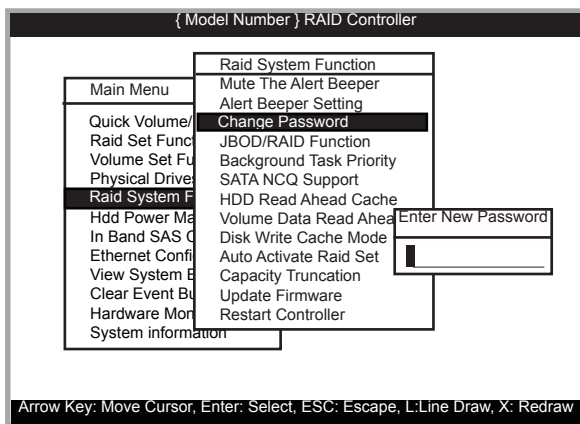 { Model Number } RAID Controller
Main Menu
Quick Volume/
Raid Set Funct
Volume Set Fu
Physical Drive
Raid System F
Hdd Power Ma
In Band SAS C
Ethernet Confi
View System E
Clear Event Bu
Hardware Mon
System information
Raid System Function
Mute The Alert Beeper
Alert Beeper Setting
Change Password
JBOD/RAID Function
Background Task Priority
SATA NCQ Support
HDD Read Ahead Cache
Volume Data Read Ahea
Disk Write Cache Mode
Auto Activate Raid Set
Capacity Truncation
Update Firmware
Restart Controller
Enter New Password
Arrow Key: Move Cursor, Enter: Select, ESC: Escape, L:Line Draw, X: Redraw